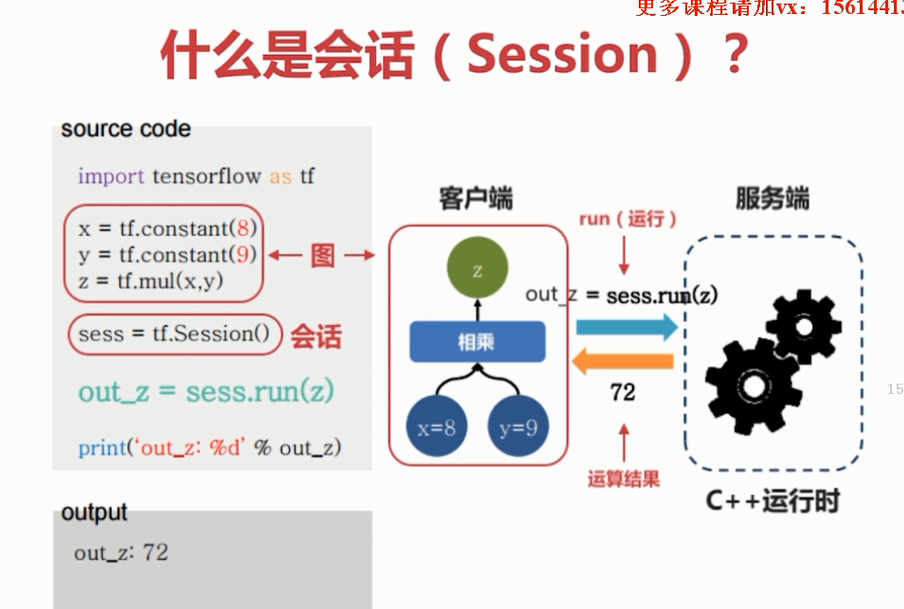 更多课程请加vx：15614413
什么是会话（Session）？
source code
import tensorflow as tf
x = tf.constant(8)
y = tf.constant(9)
z = tf.mul(x,y)
图
sess = tf.Session()
会话
out_z = sess.run(z)
print(‘out_z: %d’ % out_z)
output
out_z: 72
客户端
z
相乘
x=8
y=9
run（运行）
out_z = sess.run(z)
72
运算结果
服务端
C++运行时
15